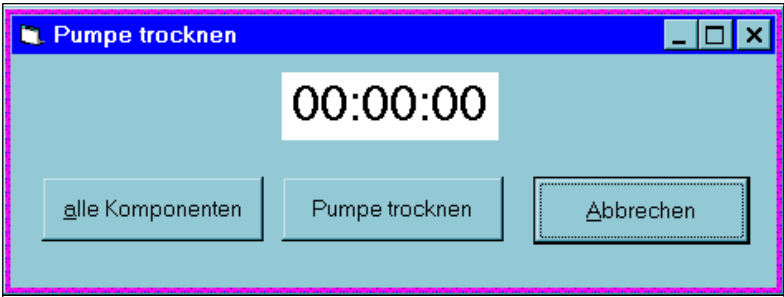 Pumpe trocknen
00:00:00
alle Komponenten Pumpe trocknen Abbrechen